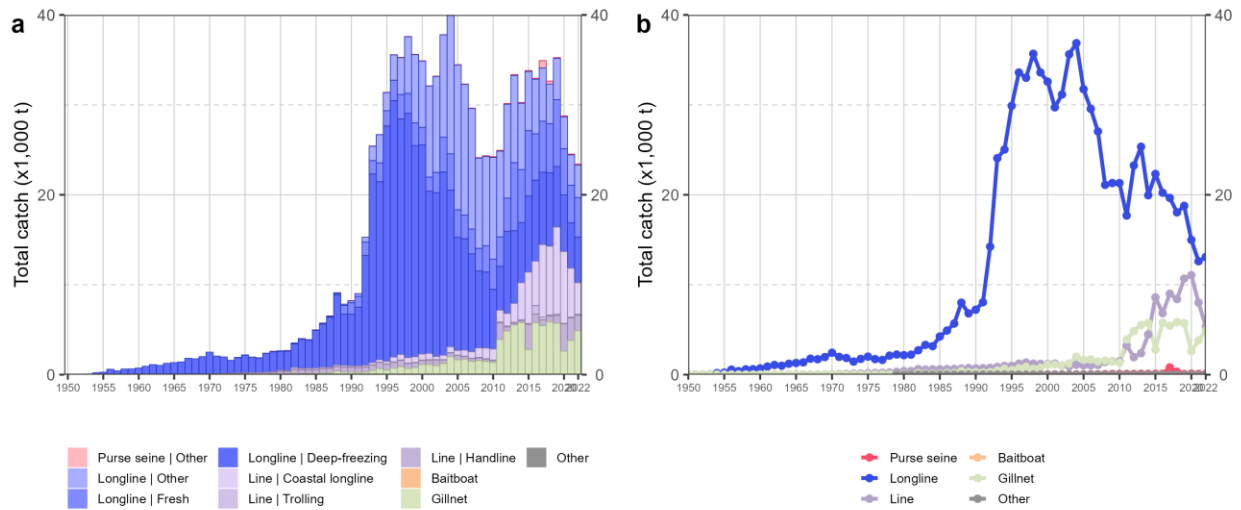 a
b
40
40
40
40
20
20
20
20
0
0
0
0
Total catch (x1,000 t)
Total catch (x1,000 t)
1950 1955 1960 1965 1970 1975 1980 1985 1990 1995 2000 2005 2010 2015 2020 2022
1950 1955 1960 1965 1970 1975 1980 1985 1990 1995 2000 2005 2010 2015 2020 2022
Purse seine | Other
Longline | Deep-freezing
Line | Handline
Other
Longline | Other
Line | Coastal longline
Baitboat
Longline | Fresh
Line | Trolling
Gillnet
Purse seine
Baitboat
Longline
Gillnet
Line
Other